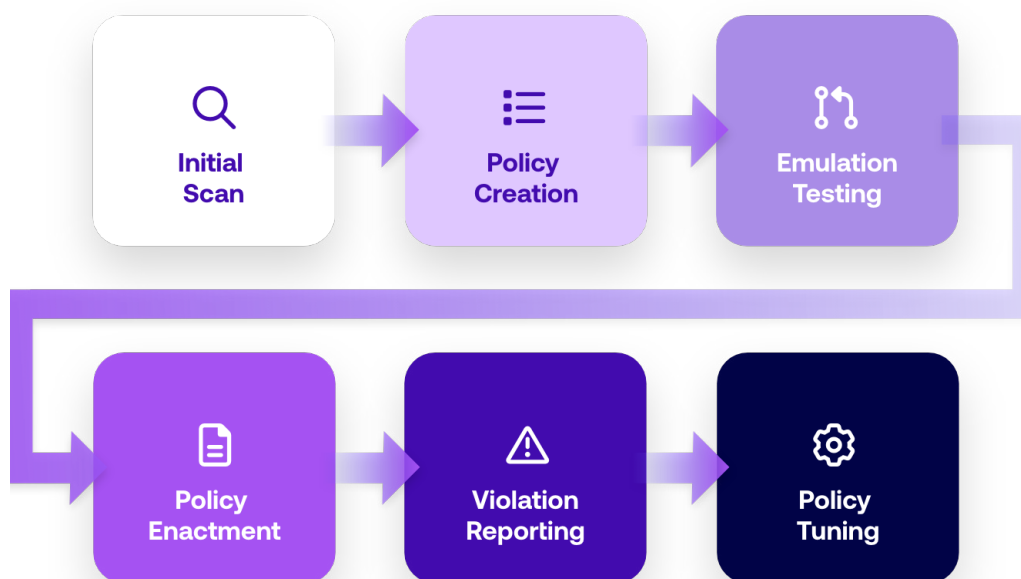 Initial
Scan
Policy
Creation
Emulation
Testing
Policy
Enactment
Violation
Reporting
Policy
Tuning